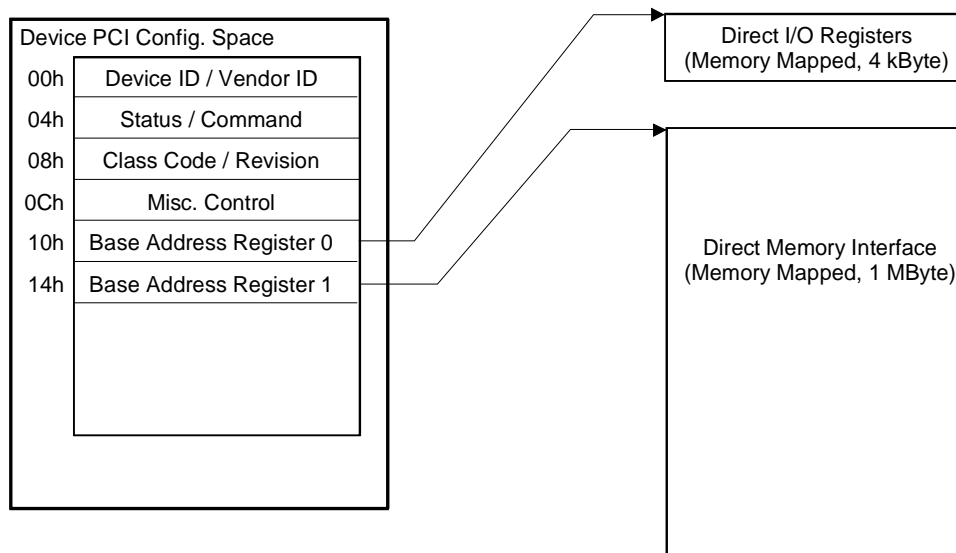 Device PCI Config. Space
00h Device ID / Vendor ID
04h Status / Command
08h Class Code / Revision
0Ch Misc. Control
10h Base Address Register 0
14h Base Address Register 1
Direct I/O Registers
(Memory Mapped, 4 kByte)
Direct Memory Interface
(Memory Mapped, 1 MByte)